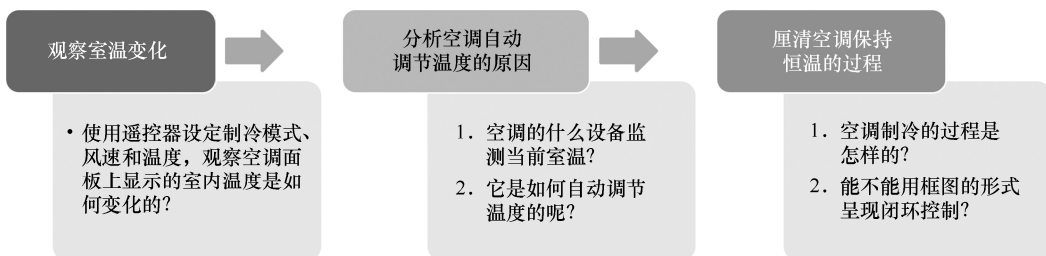 观察室温变化
• 使用遥控器设定制冷模式、
风速和温度，观察空调面
板上显示的室内温度是如
何变化的？
分析空调自动
调节温度的原因
1. 空调的什么设备监
测当前室温？
2. 它是如何自动调节
温度的呢？
厘清空调保持
恒温的过程
1. 空调制冷的过程是
怎样的？
2. 能不能用框图的形式
呈现闭环控制？